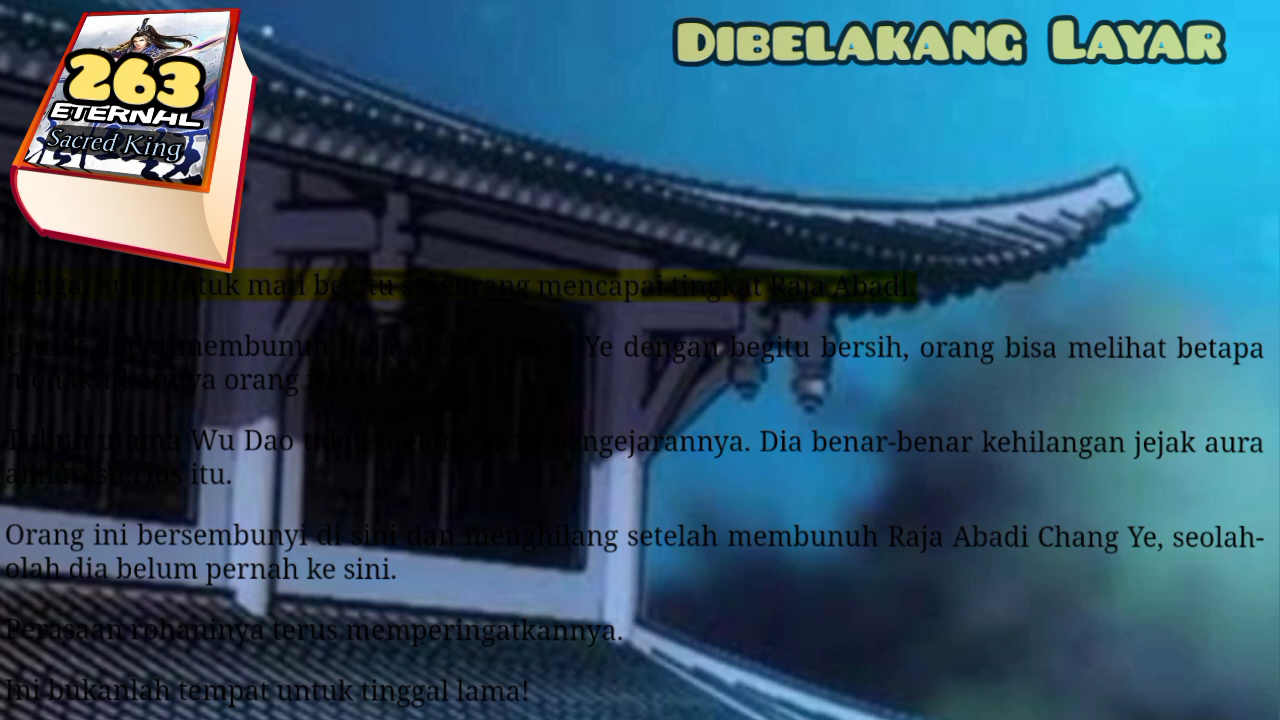 263
ETERNAL
Sacred King
DIBELAKANG LAYAR
Sangat sulit untuk mati begitu seseorang mencapai tingkat Raja Abadi.
Untuk dapat membunuh Raja Abadi Chang Ye dengan begitu bersih, orang bisa melihat betapa
menakutkannya orang ini.
Tubuh utama Wu Dao tidak melanjutkan pengejarannya. Dia benar-benar kehilangan jejak aura
ahli misterius itu.
Orang ini bersembunyi di sini dan menghilang setelah membunuh Raja Abadi Chang Ye, seolah-
olah dia belum pernah ke sini.
Perasaan rohaninya terus memperingatkannya.
Ini bukanlah tempat untuk tinggal lama!